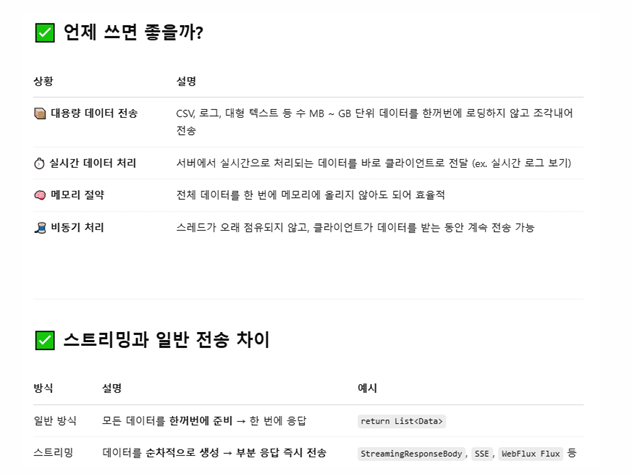 ✅ 언제 쓰면 좋을까?
상황 설명
📦 대용량 데이터 전송 CSV, 로그, 대형 텍스트 등 수 MB ~ GB 단위 데이터를 한꺼번에 로딩하지 않고 조각내어
전송
⏱ 실시간 데이터 처리 서버에서 실시간으로 처리되는 데이터를 바로 클라이언트로 전달 (ex. 실시간 로그 보기)
🧠 메모리 절약 전체 데이터를 한 번에 메모리에 올리지 않아도 되어 효율적
🧵 비동기 처리 스레드가 오래 점유되지 않고, 클라이언트가 데이터를 받는 동안 계속 전송 가능
✅ 스트리밍과 일반 전송 차이
방식 설명 예시
일반 방식 모든 데이터를 한꺼번에 준비 → 한 번에 응답 return List<Data>
스트리밍 데이터를 순차적으로 생성 → 부분 응답 즉시 전송 StreamingResponseBody, SSE, WebFlux Flux 등